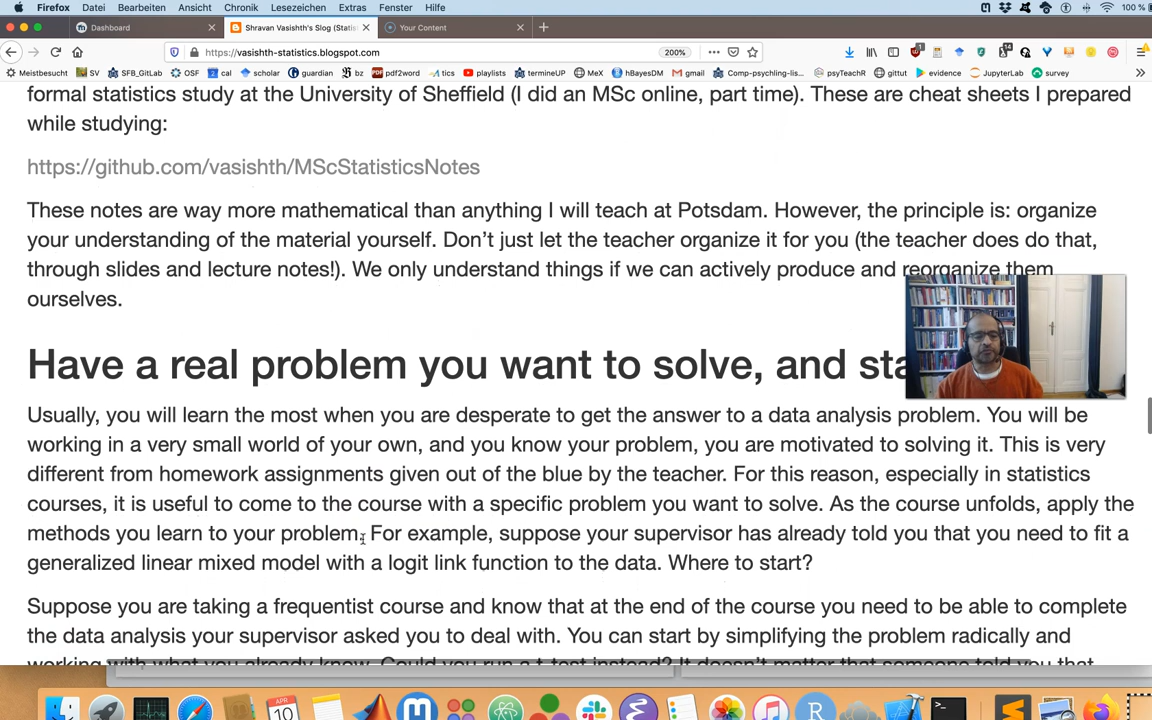 Firefox Datei Bearbeiten Ansicht Chronik Lesezeichen Extras Fenster Hilfe 100 %
Dashboard × Shravan Vasishth's Slog (Statis × Your Content ×
https://vasishth-statistics.blogspot.com 200%
Meistbesucht SV SFB_GitLab OSF cal scholar guardian bz pdf2word tics playlists termineUP MeX hBayesDM gmail Comp-psychling-lis... psyTeachR gittut evidence JupyterLab survey
formal statistics study at the University of Sheffield (I did an MSc online, part time). These are cheat sheets I prepared
while studying:
https://github.com/vasishth/MScStatisticsNotes
These notes are way more mathematical than anything I will teach at Potsdam. However, the principle is: organize
your understanding of the material yourself. Don't just let the teacher organize it for you (the teacher does do that,
through slides and lecture notes!). We only understand things if we can actively produce and reorganize them
ourselves.
Have a real problem you want to solve, and sta
Usually, you will learn the most when you are desperate to get the answer to a data analysis problem. You will be
working in a very small world of your own, and you know your problem, you are motivated to solving it. This is very
different from homework assignments given out of the blue by the teacher. For this reason, especially in statistics
courses, it is useful to come to the course with a specific problem you want to solve. As the course unfolds, apply the
methods you learn to your problem. For example, suppose your supervisor has already told you that you need to fit a
generalized linear mixed model with a logit link function to the data. Where to start?
Suppose you are taking a frequentist course and know that at the end of the course you need to be able to complete
the data analysis your supervisor asked you to deal with. You can start by simplifying the problem radically and
working with what you already know. Could you run a t-test instead? It doesn't matter that someone told you that
APR
10